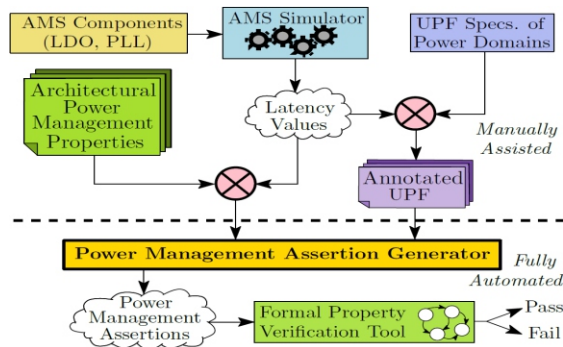 AMS Components
(LDO, PLL)
AMS Simulator
UPF Specs. of
Power Domains
Architectural
Power
Management
Properties
Latency
Values
Manually
Assisted
Annotated
UPF
Power Management Assertion Generator
Fully
Automated
Power
Management
Assertions
Formal Property
Verification Tool
Pass
Fail